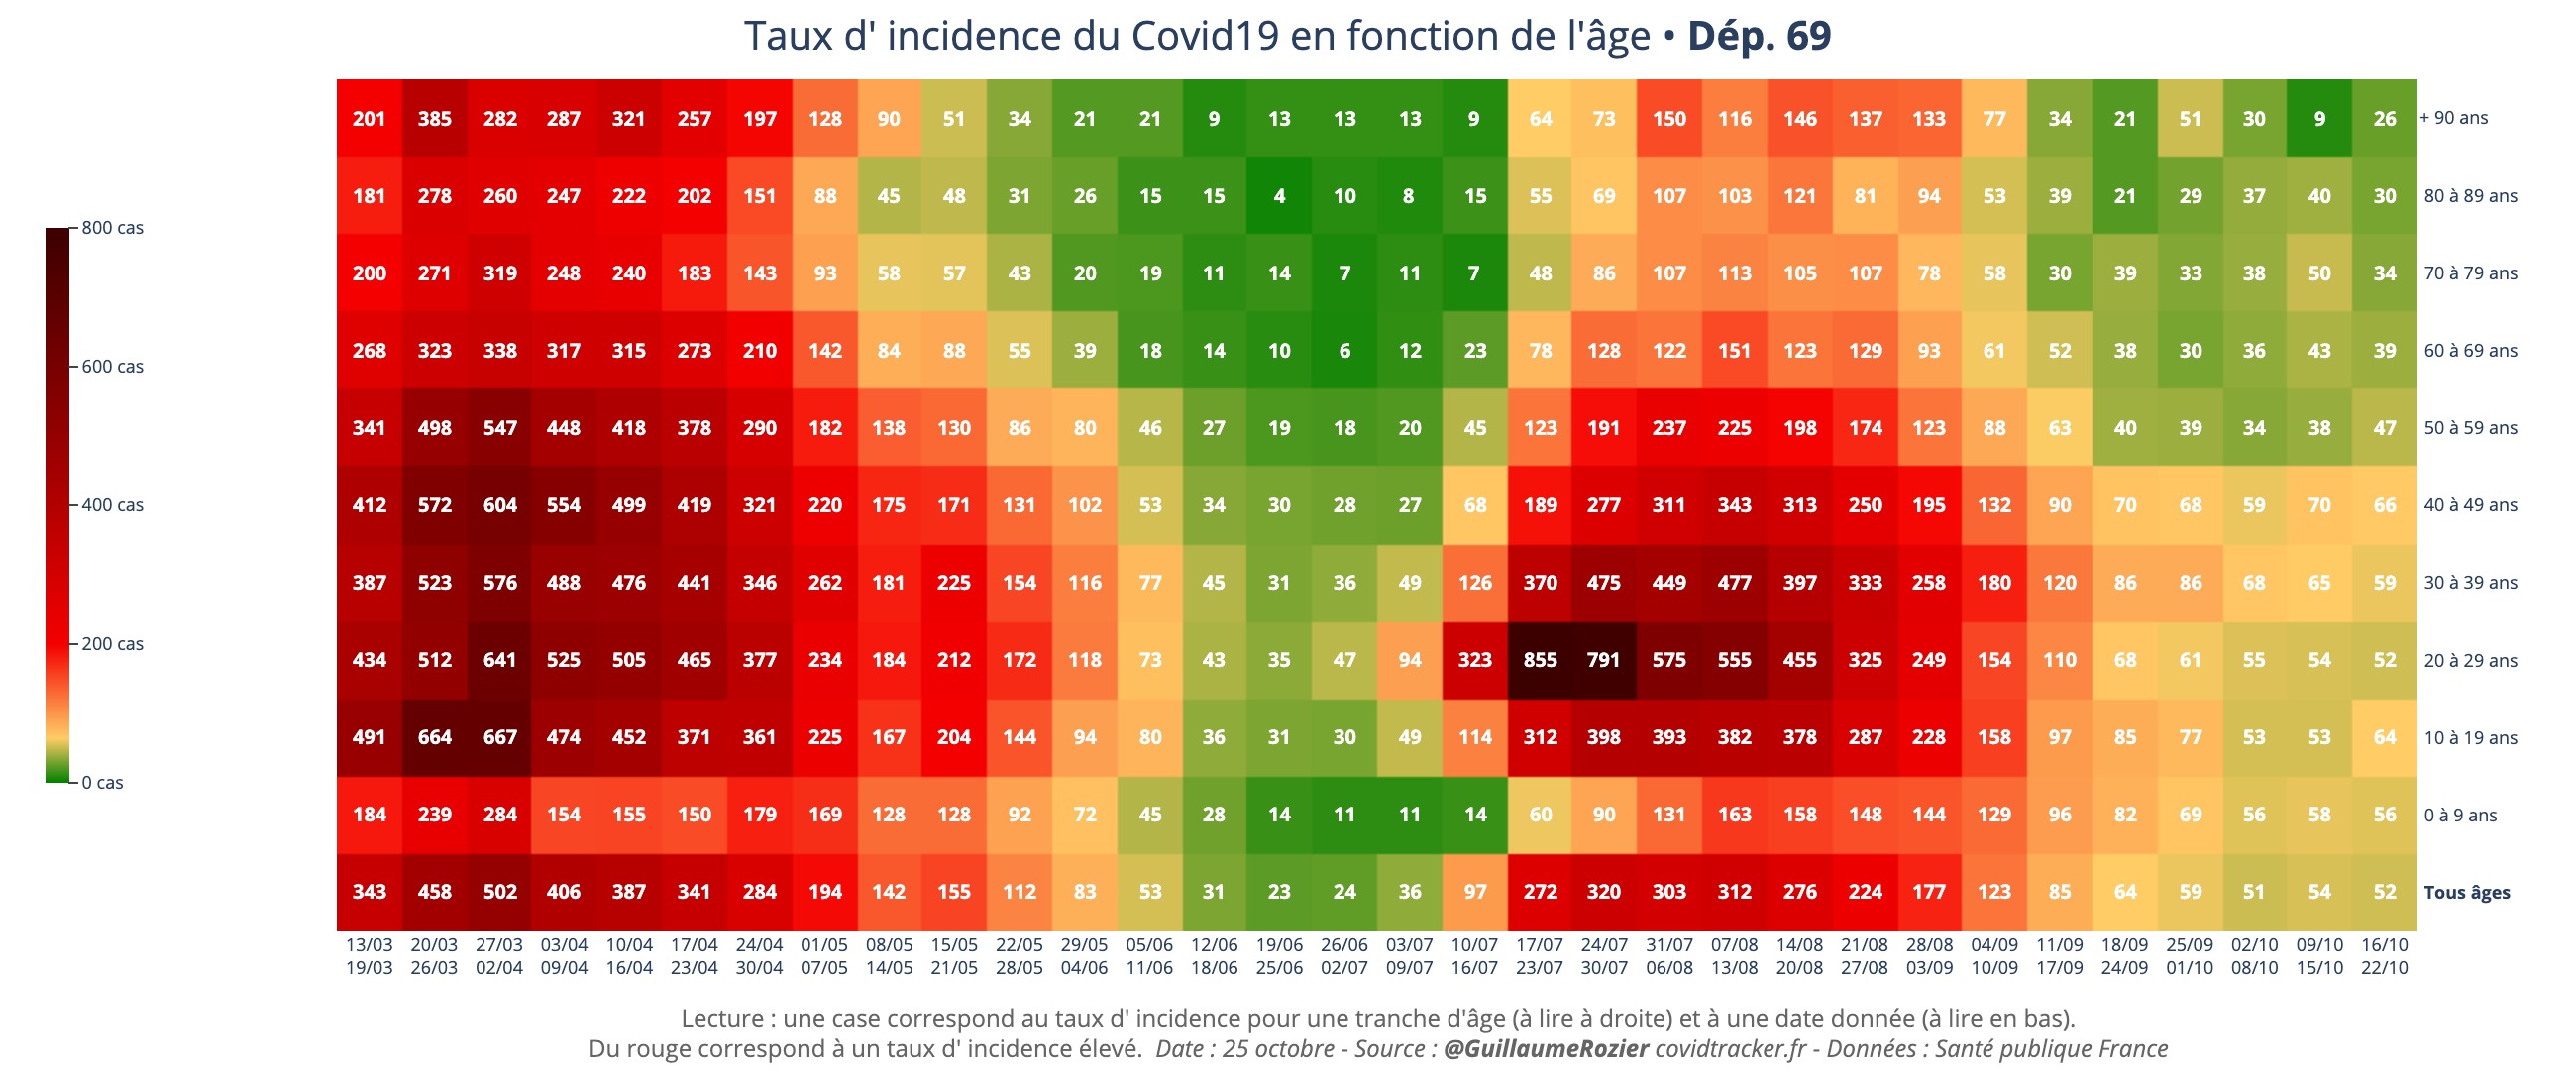 Taux d' incidence du Covid19 en fonction de l'âge • Dép. 69
201 385 282 287 321 257 197 128 90 51 34 21 21 9 13 13 13 9 64 73 150 116 146 137 133 77 34 21 51 30 9 26 + 90 ans
181 278 260 247 222 202 151 88 45 48 31 26 15 15 4 10 8 15 55 69 107 103 121 81 94 53 39 21 29 37 40 30 80 à 89 ans
800 cas
200 271 319 248 240 183 143 93 58 57 43 20 19 11 14 7 11 7 48 86 107 113 105 107 78 58 30 39 33 38 50 34 70 à 79 ans
268 323 338 317 315 273 210 142 84 88 55 39 18 14 10 6 12 23 78 128 122 151 123 129 93 61 52 38 30 36 43 39 60 à 69 ans
600 cas
341 498 547 448 418 378 290 182 138 130 86 80 46 27 19 18 20 45 123 191 237 225 198 174 123 88 63 40 39 34 38 47 50 à 59 ans
400 cas
412 572 604 554 499 419 321 220 175 171 131 102 53 34 30 28 27 68 189 277 311 343 313 250 195 132 90 70 68 59 70 66 40 à 49 ans
387 523 576 488 476 441 346 262 181 225 154 116 77 45 31 36 49 126 370 475 449 477 397 333 258 180 120 86 86 68 65 59 30 à 39 ans
200 cas
434 512 641 525 505 465 377 234 184 212 172 118 73 43 35 47 94 323 855 791 575 555 455 325 249 154 110 68 61 55 54 52 20 à 29 ans
491 664 667 474 452 371 361 225 167 204 144 94 80 36 31 30 49 114 312 398 393 382 378 287 228 158 97 85 77 53 53 64 10 à 19 ans
0 cas
184 239 284 154 155 150 179 169 128 128 92 72 45 28 14 11 11 14 60 90 131 163 158 148 144 129 96 82 69 56 58 56 0 à 9 ans
343 458 502 406 387 341 284 194 142 155 112 83 53 31 23 24 36 97 272 320 303 312 276 224 177 123 85 64 59 51 54 52 Tous âges
13/03 20/03 27/03 03/04 10/04 17/04 24/04 01/05 08/05 15/05 22/05 29/05 05/06 12/06 19/06 26/06 03/07 10/07 17/07 24/07 31/07 07/08 14/08 21/08 28/08 04/09 11/09 18/09 25/09 02/10 09/10 16/10
19/03 26/03 02/04 09/04 16/04 23/04 30/04 07/05 14/05 21/05 28/05 04/06 11/06 18/06 25/06 02/07 09/07 16/07 23/07 30/07 06/08 13/08 20/08 27/08 03/09 10/09 17/09 24/09 01/10 08/10 15/10 22/10
Lecture : une case correspond au taux d' incidence pour une tranche d'âge (à lire à droite) et à une date donnée (à lire en bas).
Du rouge correspond à un taux d' incidence élevé. Date : 25 octobre - Source : @GuillaumeRozier covidtracker.fr - Données : Santé publique France